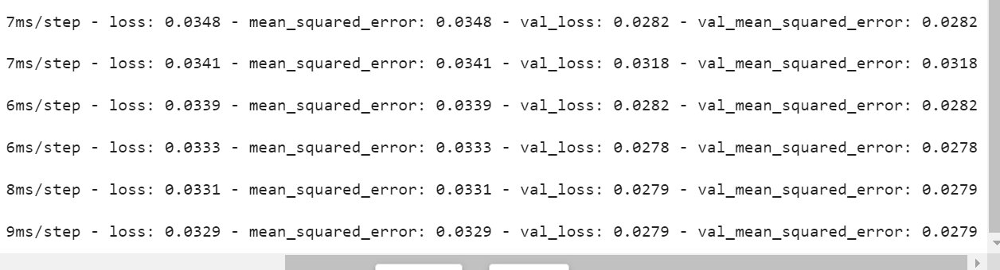 7ms/step - loss: 0.0348 - mean_squared_error: 0.0348 - val_loss: 0.0282 - val_mean_squared_error: 0.0282
7ms/step - loss: 0.0341 - mean_squared_error: 0.0341 - val_loss: 0.0318 - val_mean_squared_error: 0.0318
6ms/step - loss: 0.0339 - mean_squared_error: 0.0339 - val_loss: 0.0282 - val_mean_squared_error: 0.0282
6ms/step - loss: 0.0333 - mean_squared_error: 0.0333 - val_loss: 0.0278 - val_mean_squared_error: 0.0278
8ms/step - loss: 0.0331 - mean_squared_error: 0.0331 - val_loss: 0.0279 - val_mean_squared_error: 0.0279
9ms/step - loss: 0.0329 - mean_squared_error: 0.0329 - val_loss: 0.0279 - val_mean_squared_error: 0.0279